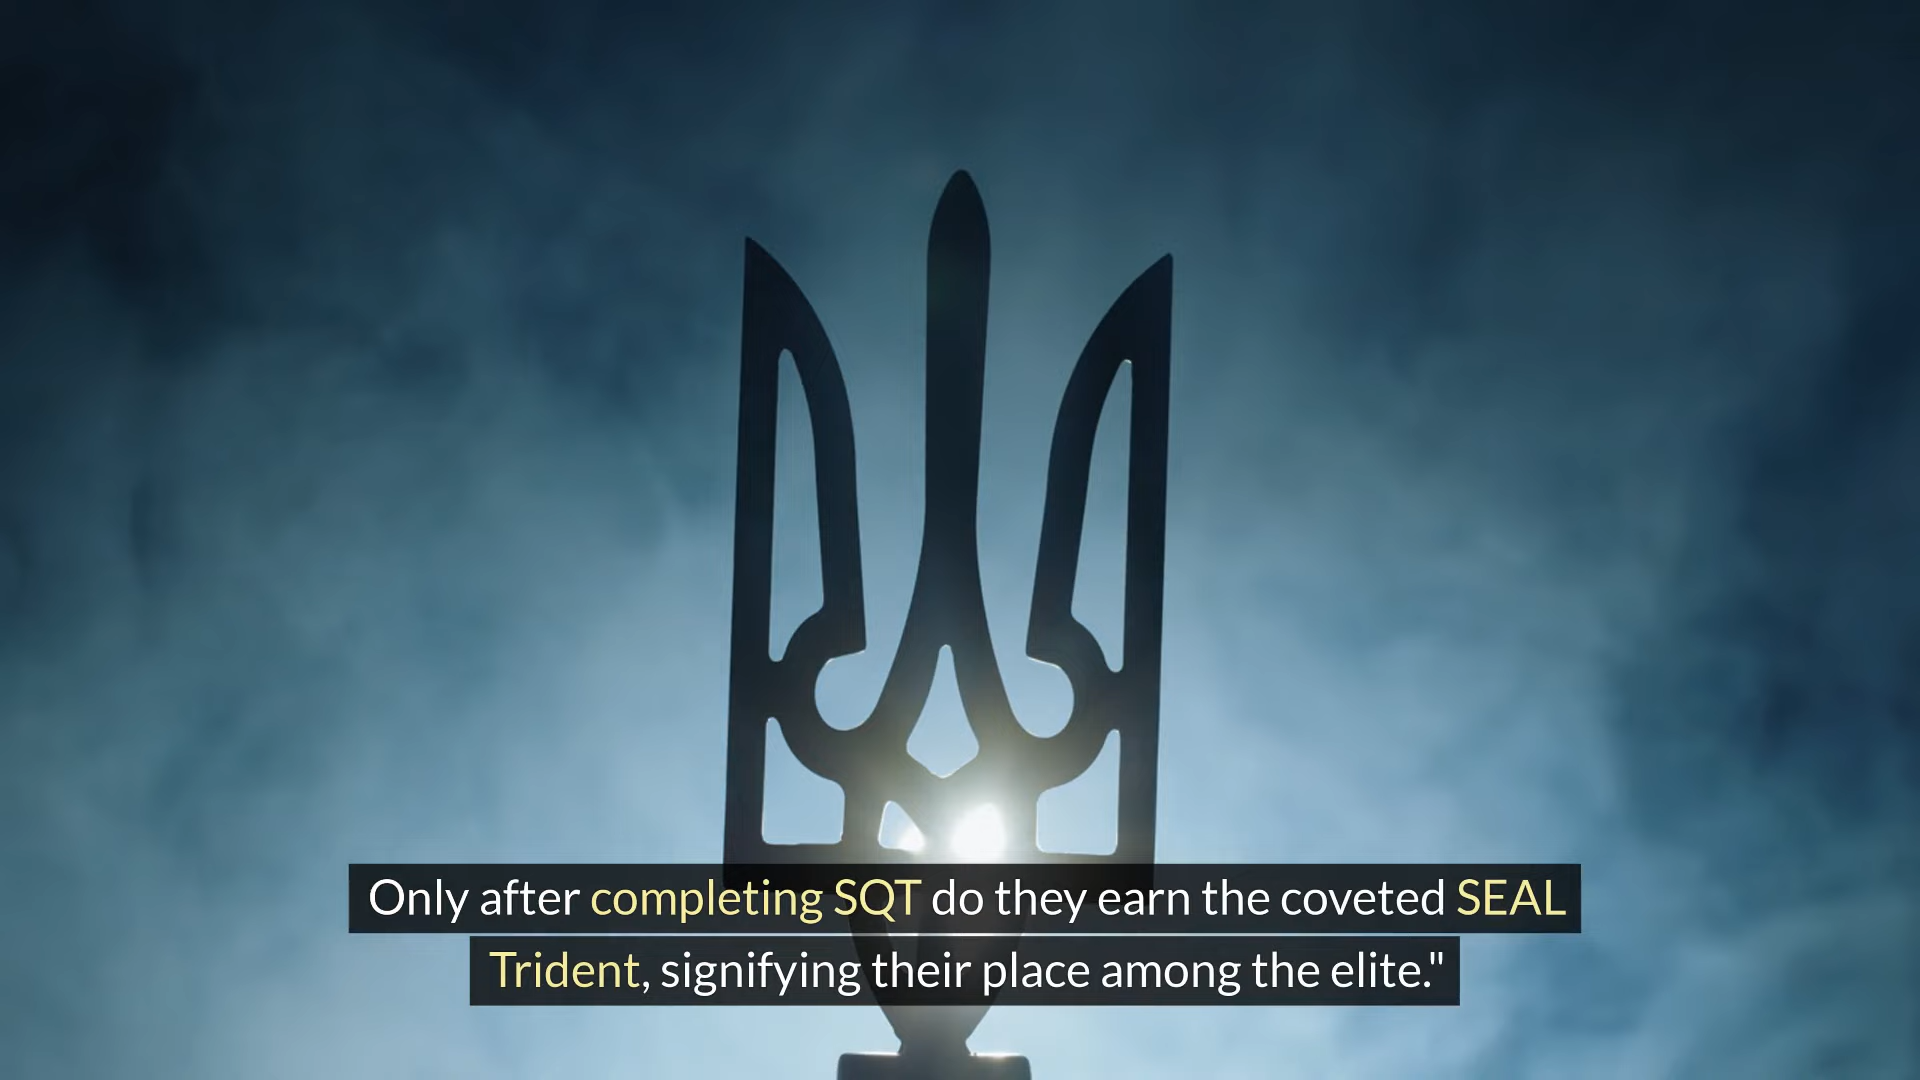 Only after completing SQT do they earn the coveted SEAL
Trident, signifying their place among the elite."